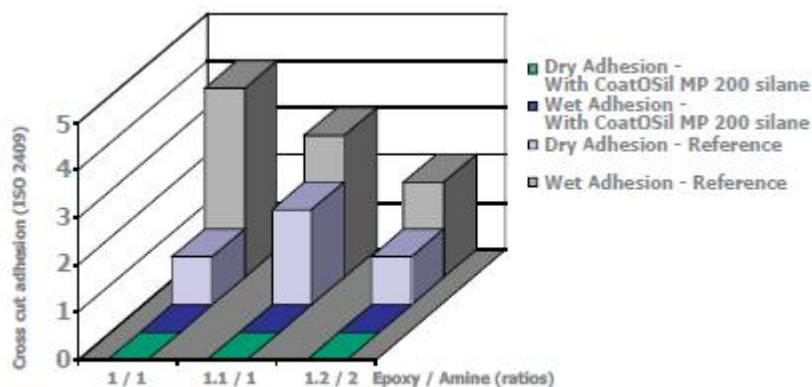 Cross cut adhesion (ISO 2409)
5
4
3
2
1
0
1 / 1
1.1 / 1
1.2 / 2
Epoxy / Amine (ratios)
Dry Adhesion -
With CoatOSil MP 200 silane
Wet Adhesion -
With CoatOSil MP 200 silane
Dry Adhesion - Reference
Wet Adhesion - Reference